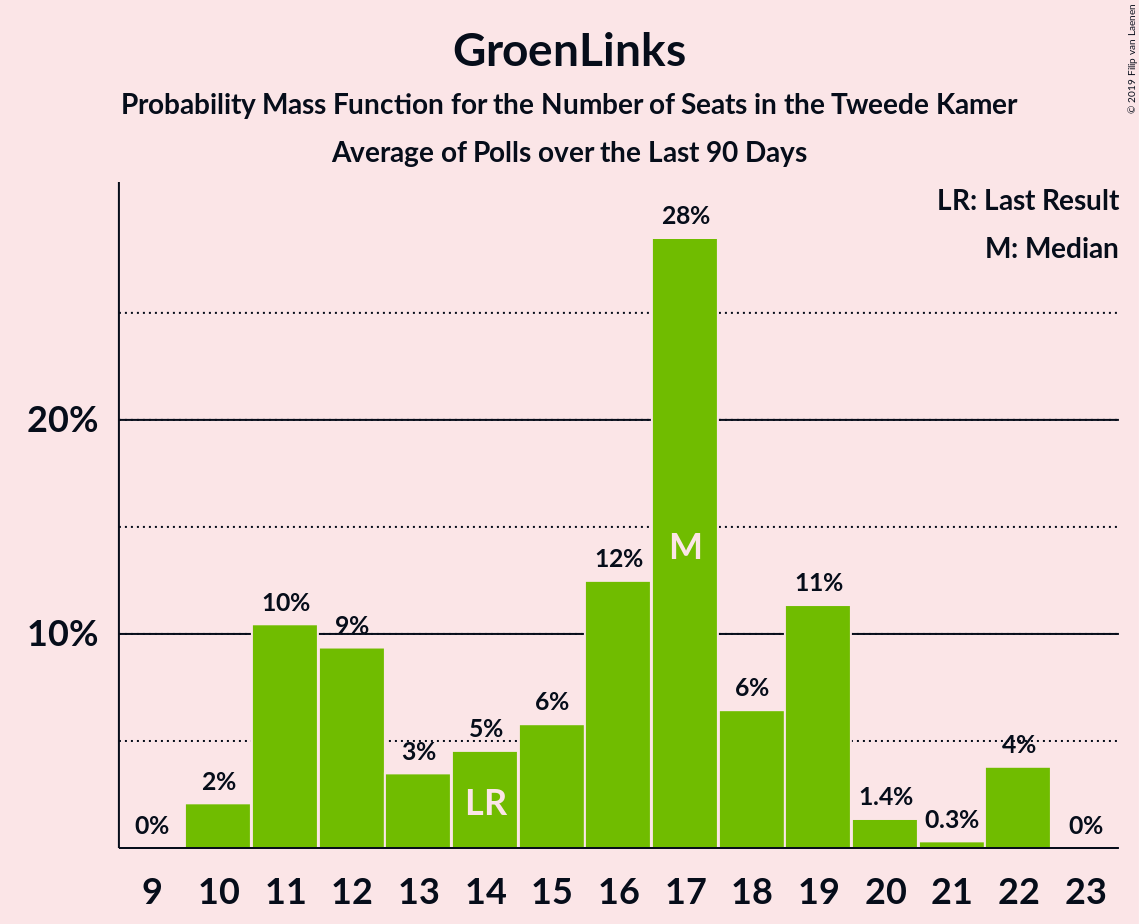 GroenLinks
Probability Mass Function for the Number of Seats in the Tweede Kamer
Average of Polls over the Last 90 Days
© 2019 Filip van Laenen
LR: Last Result
M: Median
20%
10%
0%
2%
10%
9%
3%
5%
6%
12%
28%
6%
11%
1.4%
0.3%
4%
0%
LR
M
9 10 11 12 13 14 15 16 17 18 19 20 21 22 23